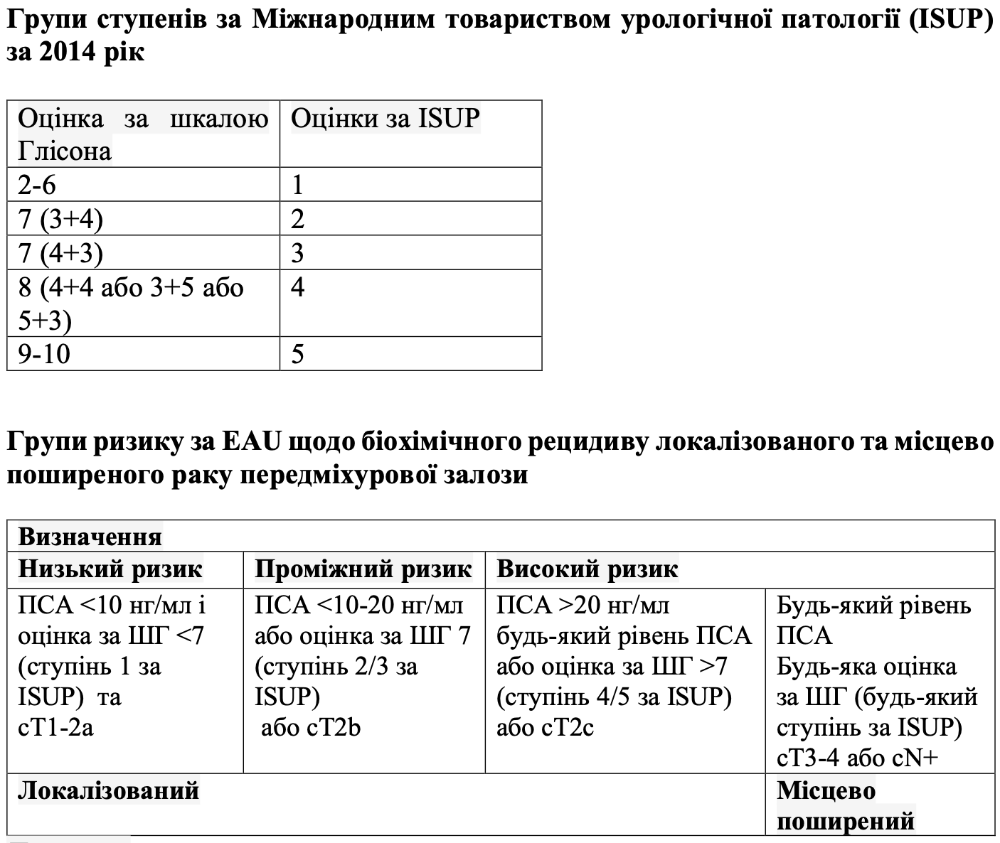 Групи ступенів за Міжнародним товариством урологічної патології (ISUP)
за 2014 рік
Оцінка за шкалою Глісона	Оцінки за ISUP
2-6	1
7 (3+4)	2
7 (4+3)	3
8 (4+4 або 3+5 або 5+3)	4
9-10	5
Групи ризику за EAU щодо біохімічного рецидиву локалізованого та місцево
поширеного раку передміхурової залози
Визначення
Низький ризик	Проміжний ризик	Високий ризик
ПСА <10 нг/мл і
оцінка за ШГ <7
(ступінь 1 за
ISUP) та
cT1-2a
ПСА <10-20 нг/мл
або оцінка за ШГ 7
(ступінь 2/3 за
ISUP)
або cT2b
ПСА >20 нг/мл
будь-який рівень ПСА
або оцінка за ШГ >7
(ступінь 4/5 за ISUP)
або cT2c
Будь-який рівень
ПСА
Будь-яка оцінка
за ШГ (будь-який
ступінь за ISUP)
cT3-4 або cN+
Локалізований
Місцево
поширений